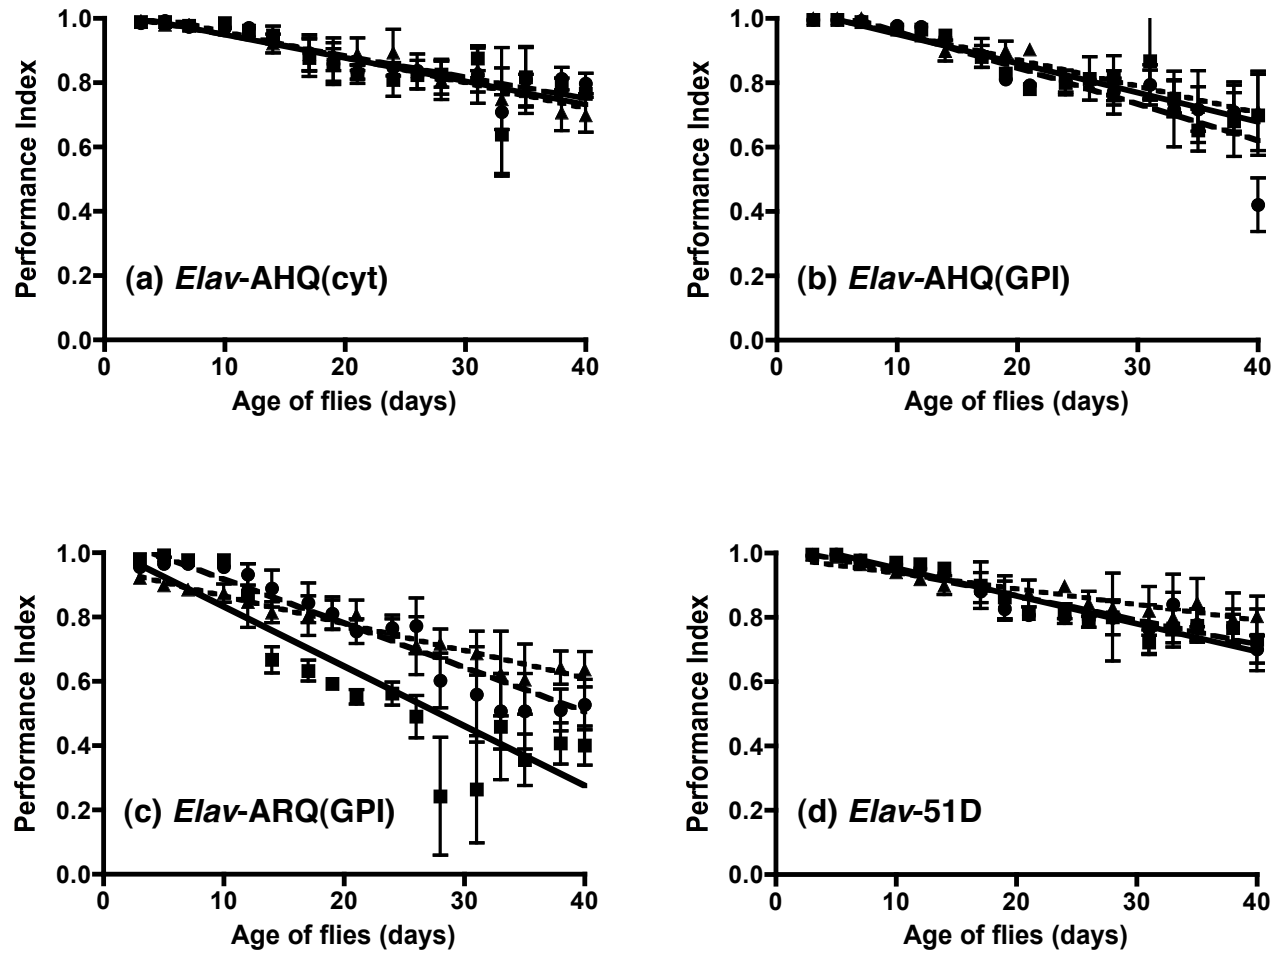 1.0
0.8
0.6
0.4
0.2
0.0
Performance Index
(a) Elav-AHQ(cyt)
0 10 20 30 40
Age of flies (days)
1.0
0.8
0.6
0.4
0.2
0.0
Performance Index
(b) Elav-AHQ(GPI)
0 10 20 30 40
Age of flies (days)
1.0
0.8
0.6
0.4
0.2
0.0
Performance Index
(c) Elav-ARQ(GPI)
0 10 20 30 40
Age of flies (days)
1.0
0.8
0.6
0.4
0.2
0.0
Performance Index
(d) Elav-51D
0 10 20 30 40
Age of flies (days)